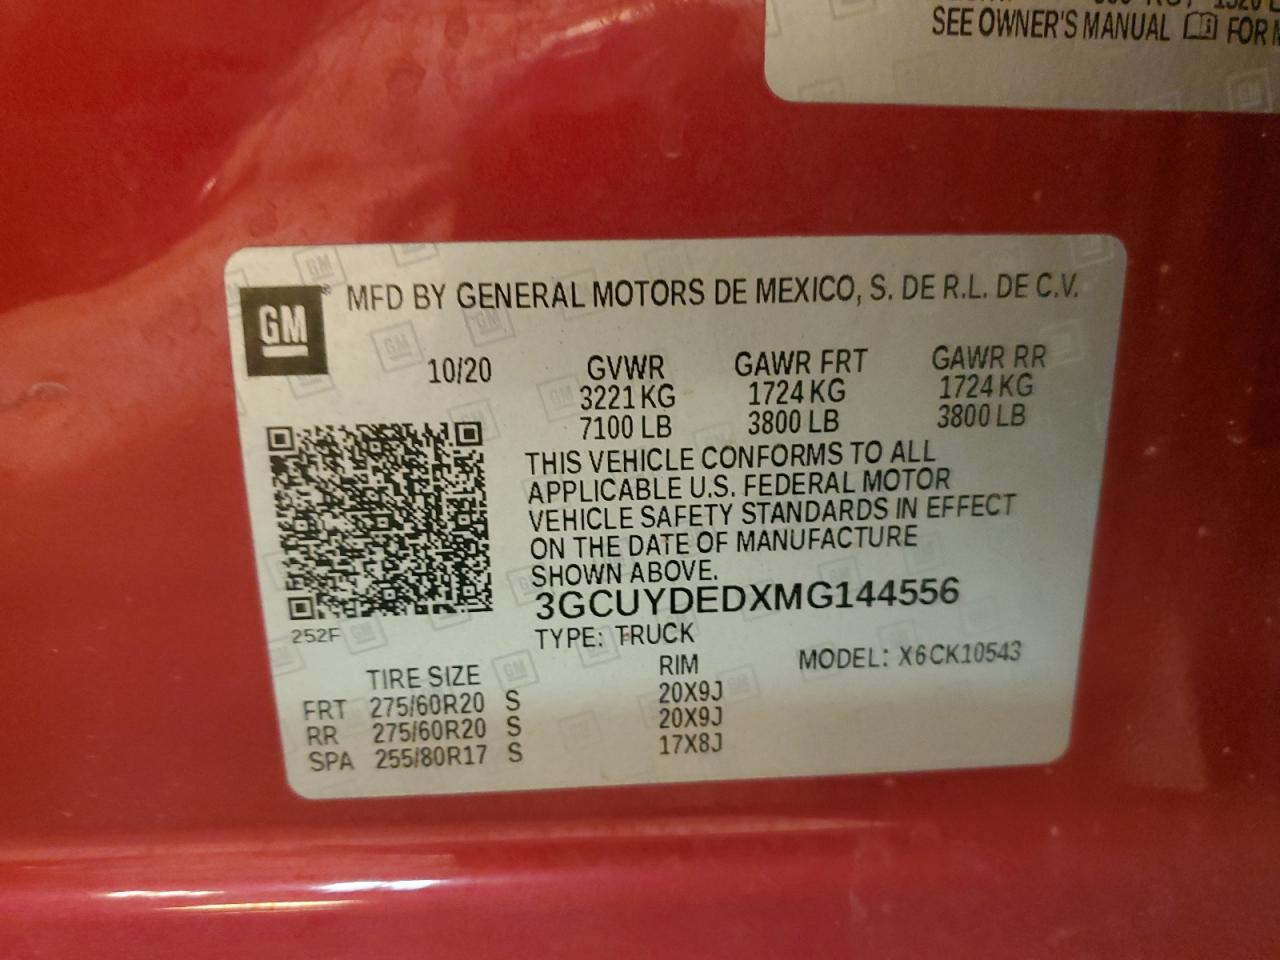 SEE OWNER'S MANUAL FOR
GM
MFD BY GENERAL MOTORS DE MEXICO, S. DE R.L. DE C.V.
10/20 GVWR GAWR FRT GAWR RR
3221 KG 1724 KG 1724 KG
7100 LB 3800 LB 3800 LB
THIS VEHICLE CONFORMS TO ALL
APPLICABLE U.S. FEDERAL MOTOR
VEHICLE SAFETY STANDARDS IN EFFECT
ON THE DATE OF MANUFACTURE
SHOWN ABOVE.
3GCUYDEDXMG144556
252F
TYPE: TRUCK
MODEL: X6CK10543
TIRE SIZE RIM
FRT 275/60R20 S 20X9J
RR 275/60R20 S 20X9J
SPA 255/80R17 S 17X8J